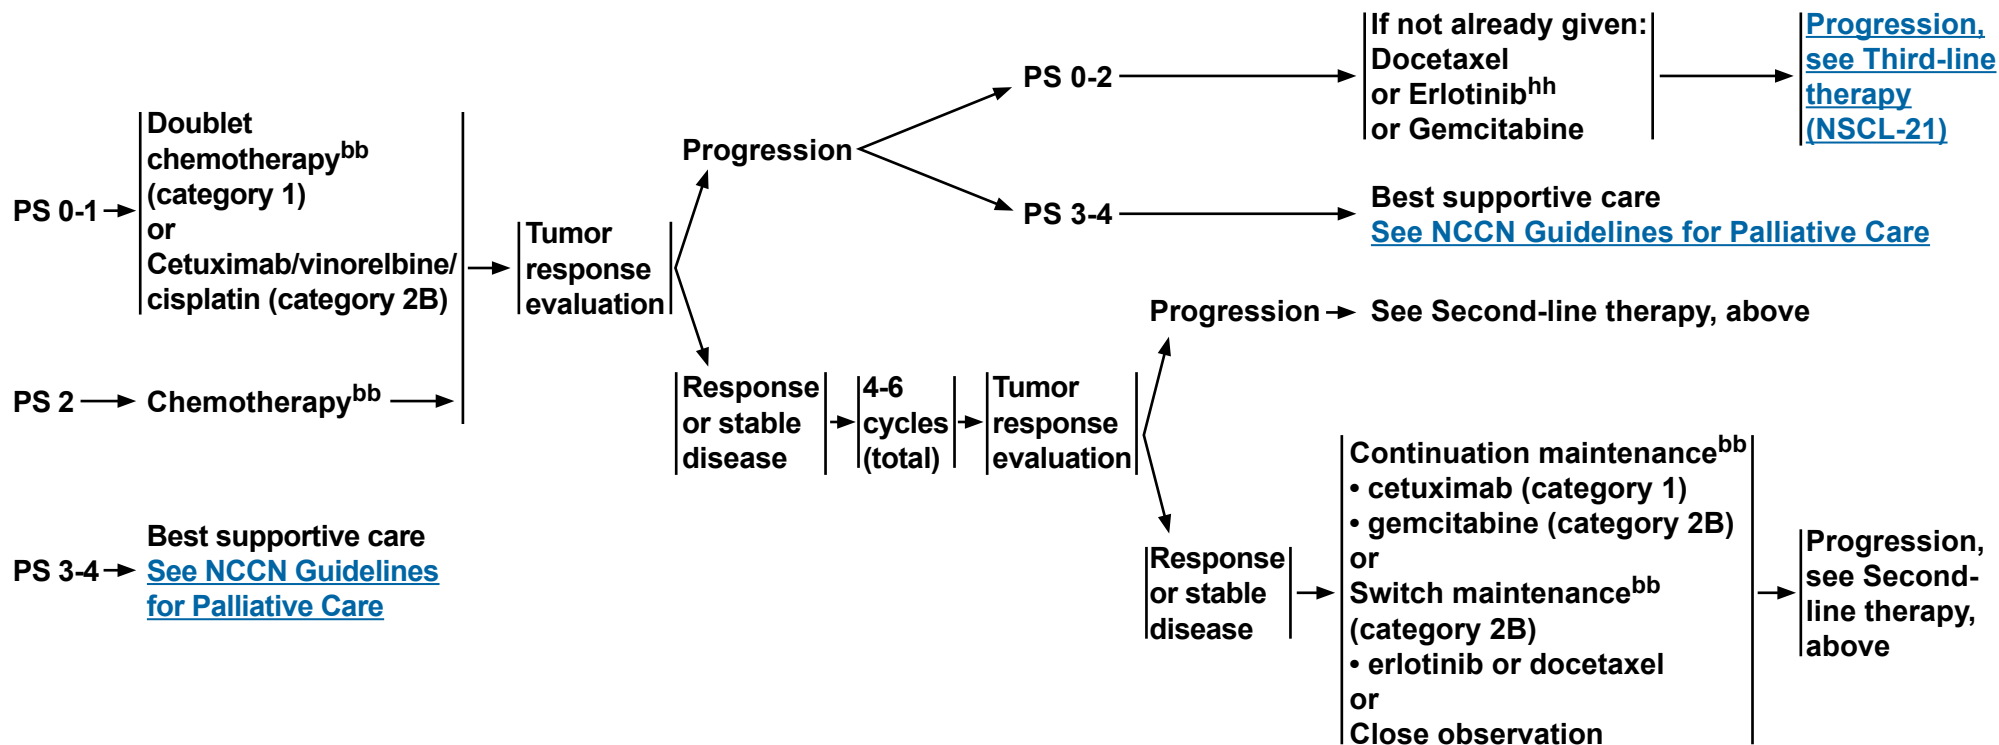 PS 0-1
Doublet
chemotherapybb
(category 1)
or
Cetuximab/vinorelbine/
cisplatin (category 2B)
PS 2
Chemotherapybb
PS 3-4
Best supportive care
See NCCN Guidelines
for Palliative Care
Tumor
response
evaluation
Progression
PS 0-2
If not already given:
Docetaxel
or Erlotinibhh
or Gemcitabine
Progression,
see Third-line
therapy
(NSCL-21)
PS 3-4
Best supportive care
See NCCN Guidelines for Palliative Care
Response
or stable
disease
4-6
cycles
(total)
Tumor
response
evaluation
Progression
See Second-line therapy, above
Response
or stable
disease
Continuation maintenancebb
• cetuximab (category 1)
• gemcitabine (category 2B)
or
Switch maintenancebb
(category 2B)
• erlotinib or docetaxel
or
Close observation
Progression,
see Second-
line therapy,
above